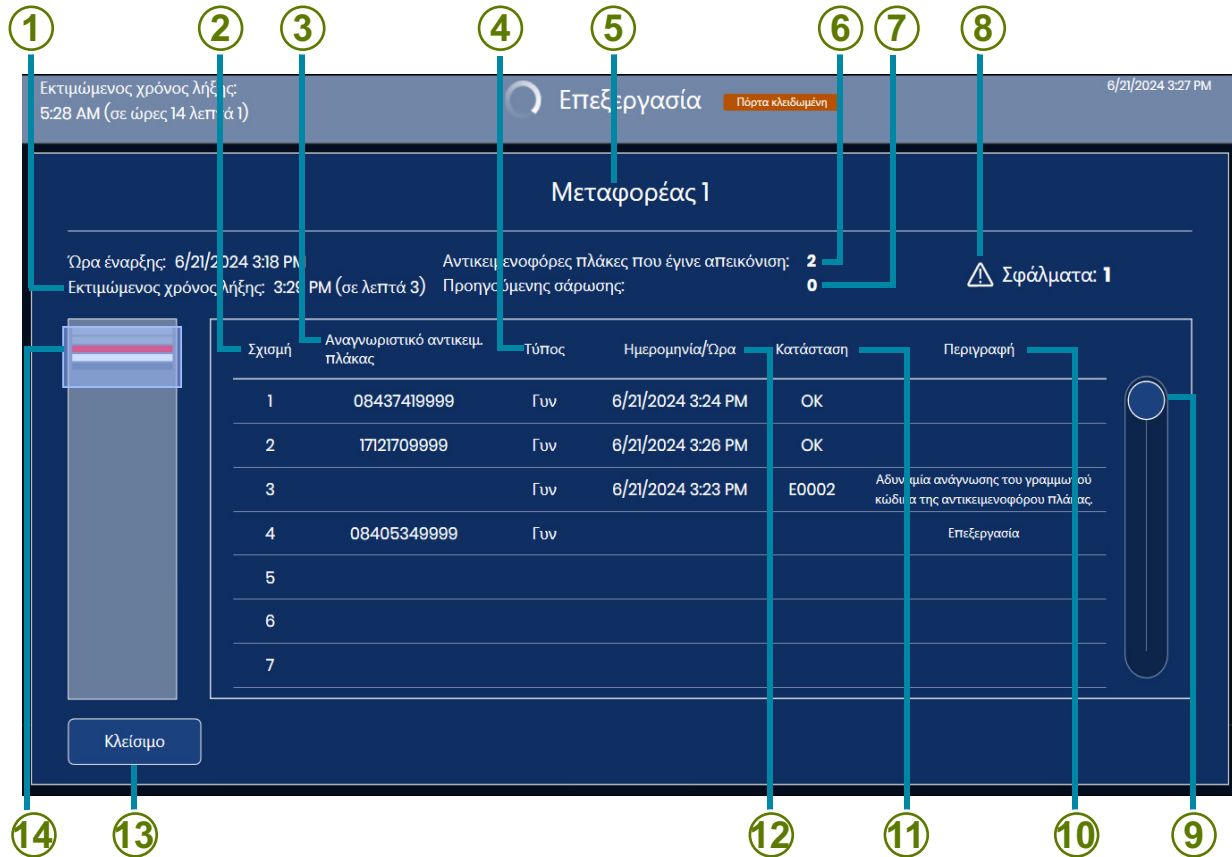 1 2 3 4 5 6 7 8
Εκτιμώμενος χρόνος λήξης:
5:28 AM (σε ώρες 14 λεπτά 1)
Επεξεργασία
Πόρτα κλειδωμένη
6/21/2024 3:27 PM
Μεταφορέας 1
Ώρα έναρξης: 6/21/2024 3:18 PM
Εκτιμώμενος χρόνος λήξης: 3:29 PM (σε λεπτά 3)
Αντικειμενοφόρες πλάκες που έγινε απεικόνιση: 2
Προηγούμενης σάρωσης: 0
Σφάλματα: 1
Σχισμή Αναγνωριστικό αντικειμ. πλάκας Τύπος Ημερομηνία/Ώρα Κατάσταση Περιγραφή
1 08437419999 Γυν 6/21/2024 3:24 PM OK
2 17121709999 Γυν 6/21/2024 3:26 PM OK
3 Γυν 6/21/2024 3:23 PM E0002 Αδυναμία ανάγνωσης του γραμμωτού
κώδικα της αντικειμενοφόρου πλάκας.
4 08405349999 Γυν Επεξεργασία
5
6
7
Κλείσιμο
14 13 12 11 10 9